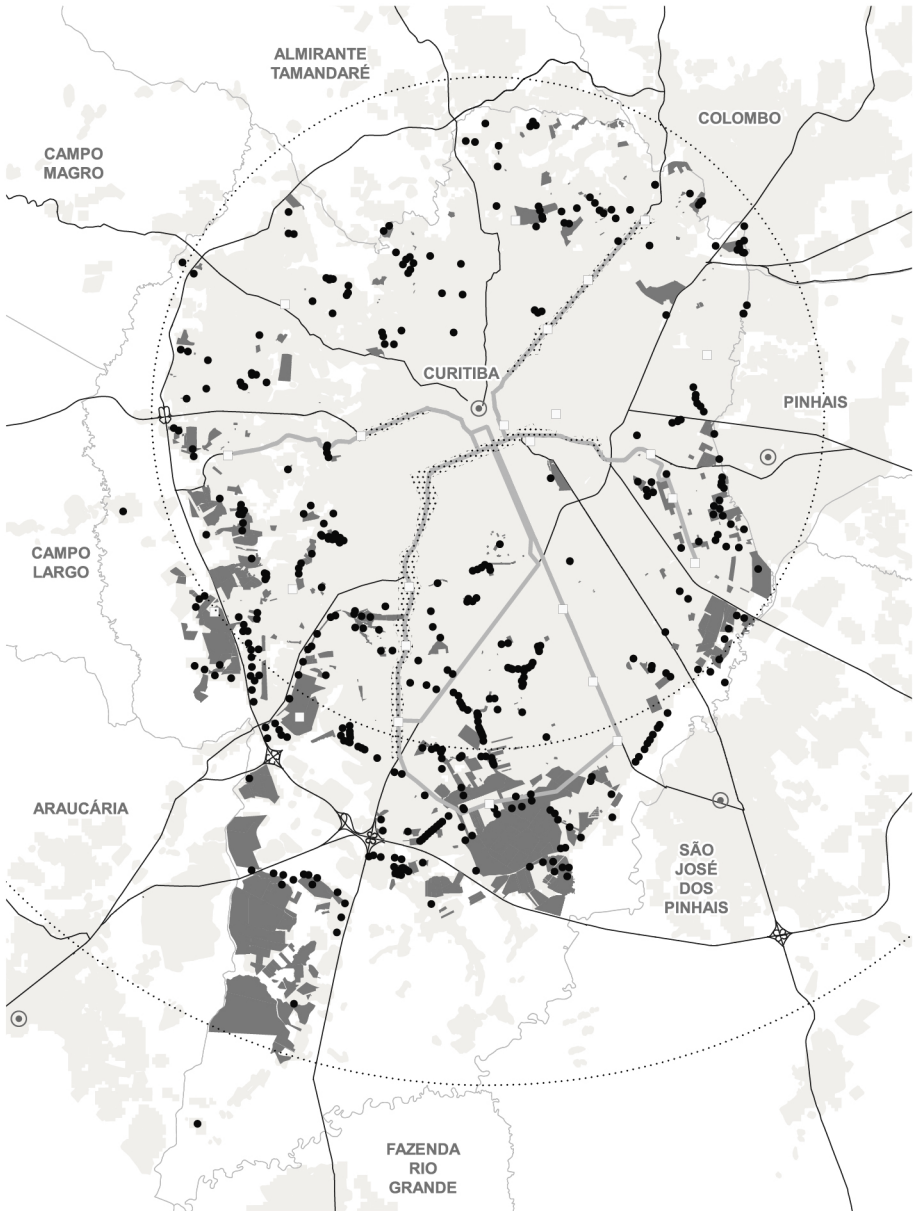 ALMIRANTE
TAMANDARÉ
COLOMBO
CAMPO
MAGRO
CURITIBA
PINHAIS
CAMPO
LARGO
ARAUCÁRIA
SÃO
JOSÉ
DOS
PINHAIS
FAZENDA
RIO
GRANDE